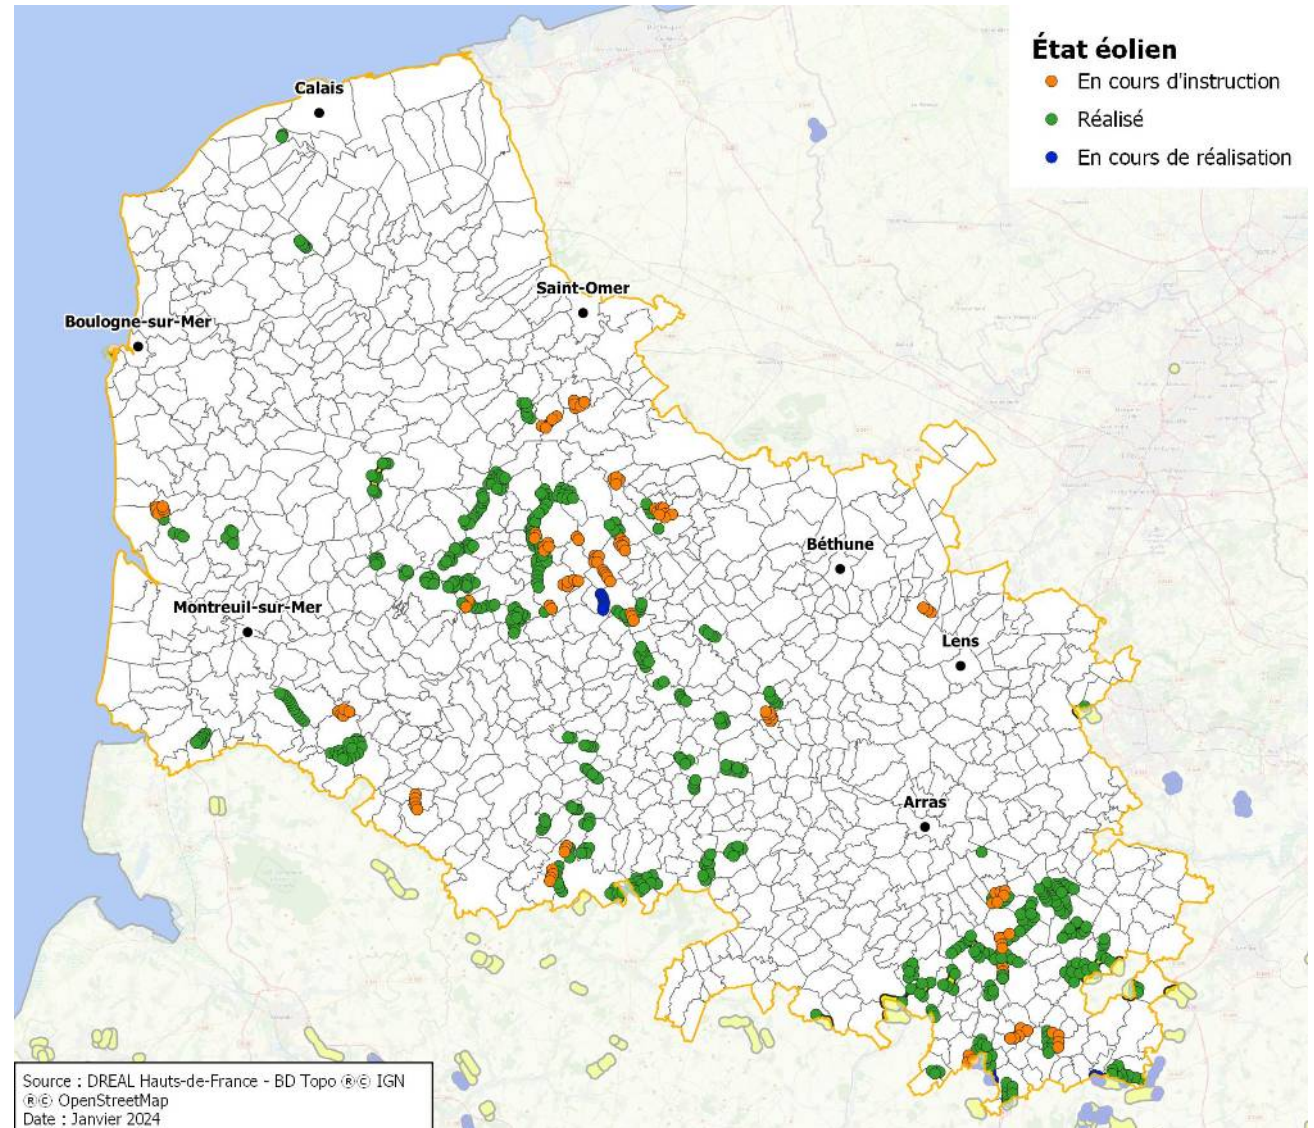 État éolien
En cours d'instruction
Réalisé
En cours de réalisation
Calais
Saint-Omer
Boulogne-sur-Mer
Béthune
Montreuil-sur-Mer
Lens
Arras
Source : DREAL Hauts-de-France - BD Topo ®© IGN
®© OpenStreetMap
Date : Janvier 2024